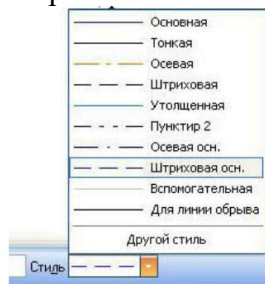 Основная
Тонкая
Осевая
Штриховая
Утолщенная
Пунктир 2
Осевая осн.
Штриховая осн.
Вспомогательная
Для линии обрыва
Другой стиль
Стиль